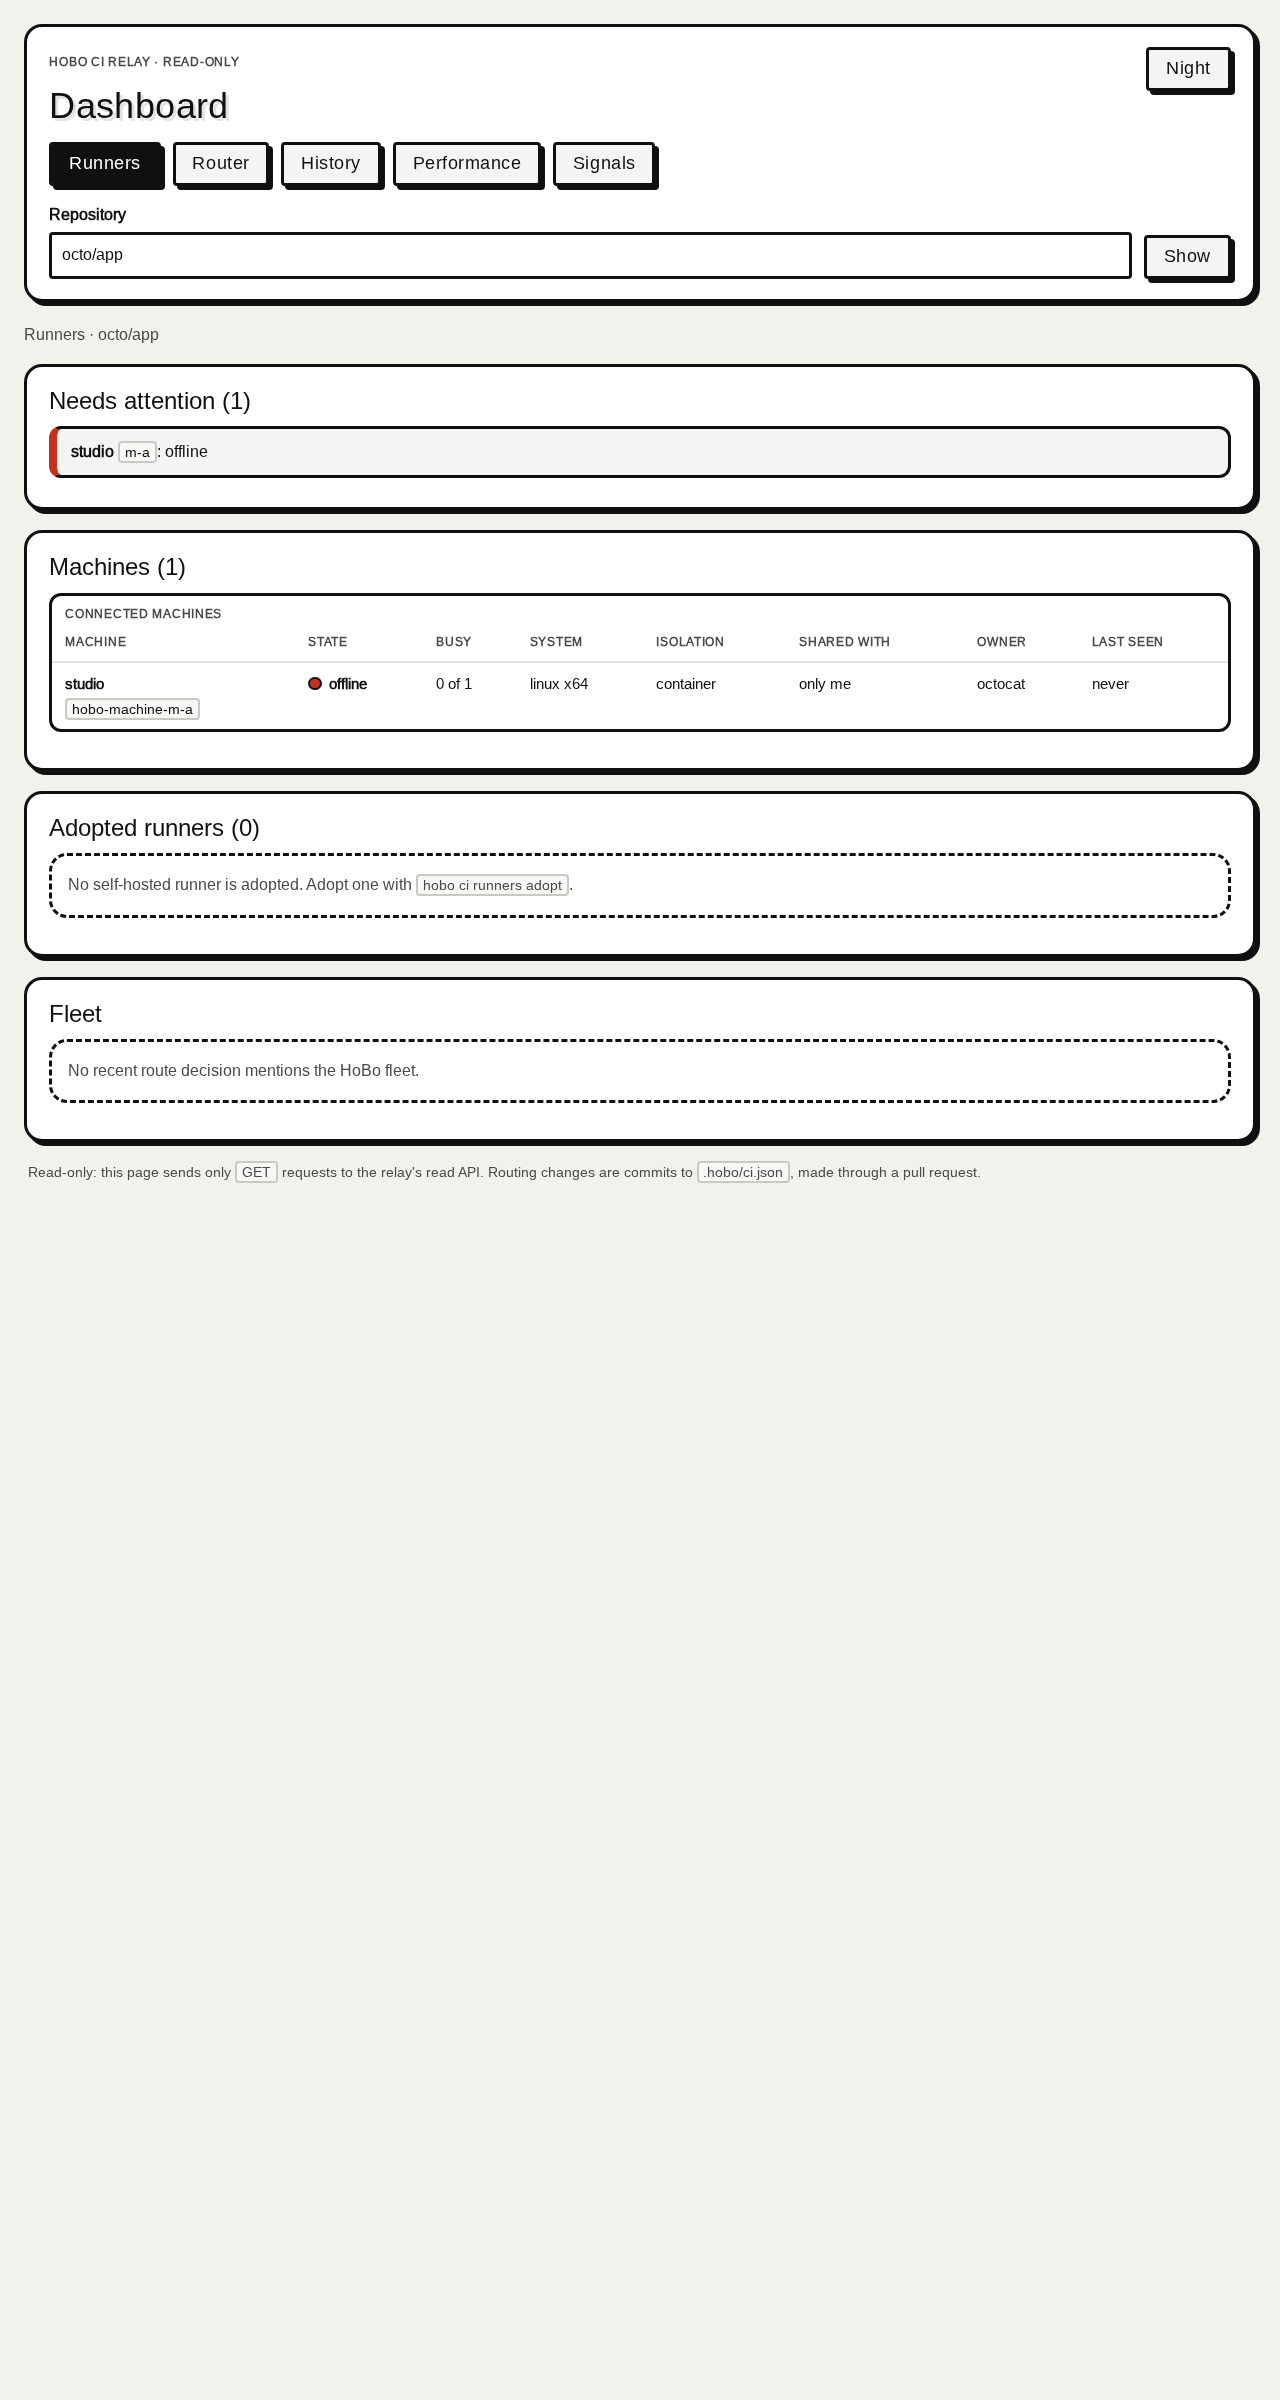 HOBO CI RELAY · READ-ONLY
Night
Dashboard
Runners Router History Performance Signals
Repository
octo/app
Show
Runners · octo/app
Needs attention (1)
studio m-a: offline
Machines (1)
CONNECTED MACHINES
MACHINE STATE BUSY SYSTEM ISOLATION SHARED WITH OWNER LAST SEEN
studio offline 0 of 1 linux x64 container only me octocat never
hobo-machine-m-a
Adopted runners (0)
No self-hosted runner is adopted. Adopt one with hobo ci runners adopt.
Fleet
No recent route decision mentions the HoBo fleet.
Read-only: this page sends only GET requests to the relay's read API. Routing changes are commits to .hobo/ci.json, made through a pull request.